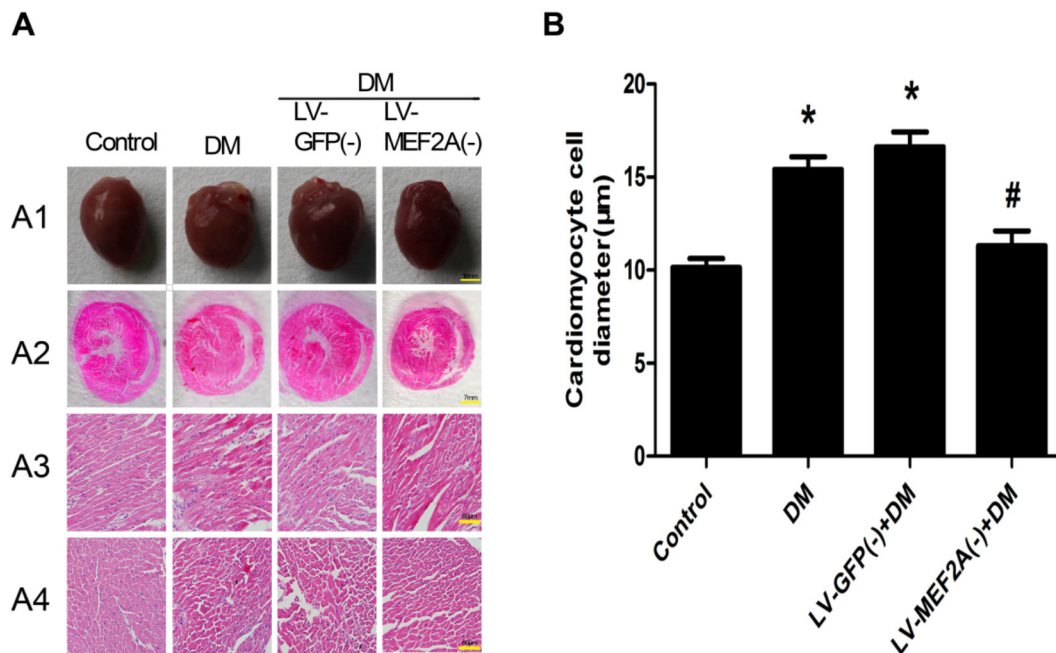 A
B
DM
Control
DM
LV-
GFP(-)
LV-
MEF2A(-)
A1
A2
7mm
A3
A4
Cardiomyocyte cell
diameter(µm)
20
15
10
5
0
*
*
#
Control
DM
LV-GFP(-)+DM
LV-MEF2A(-)+DM